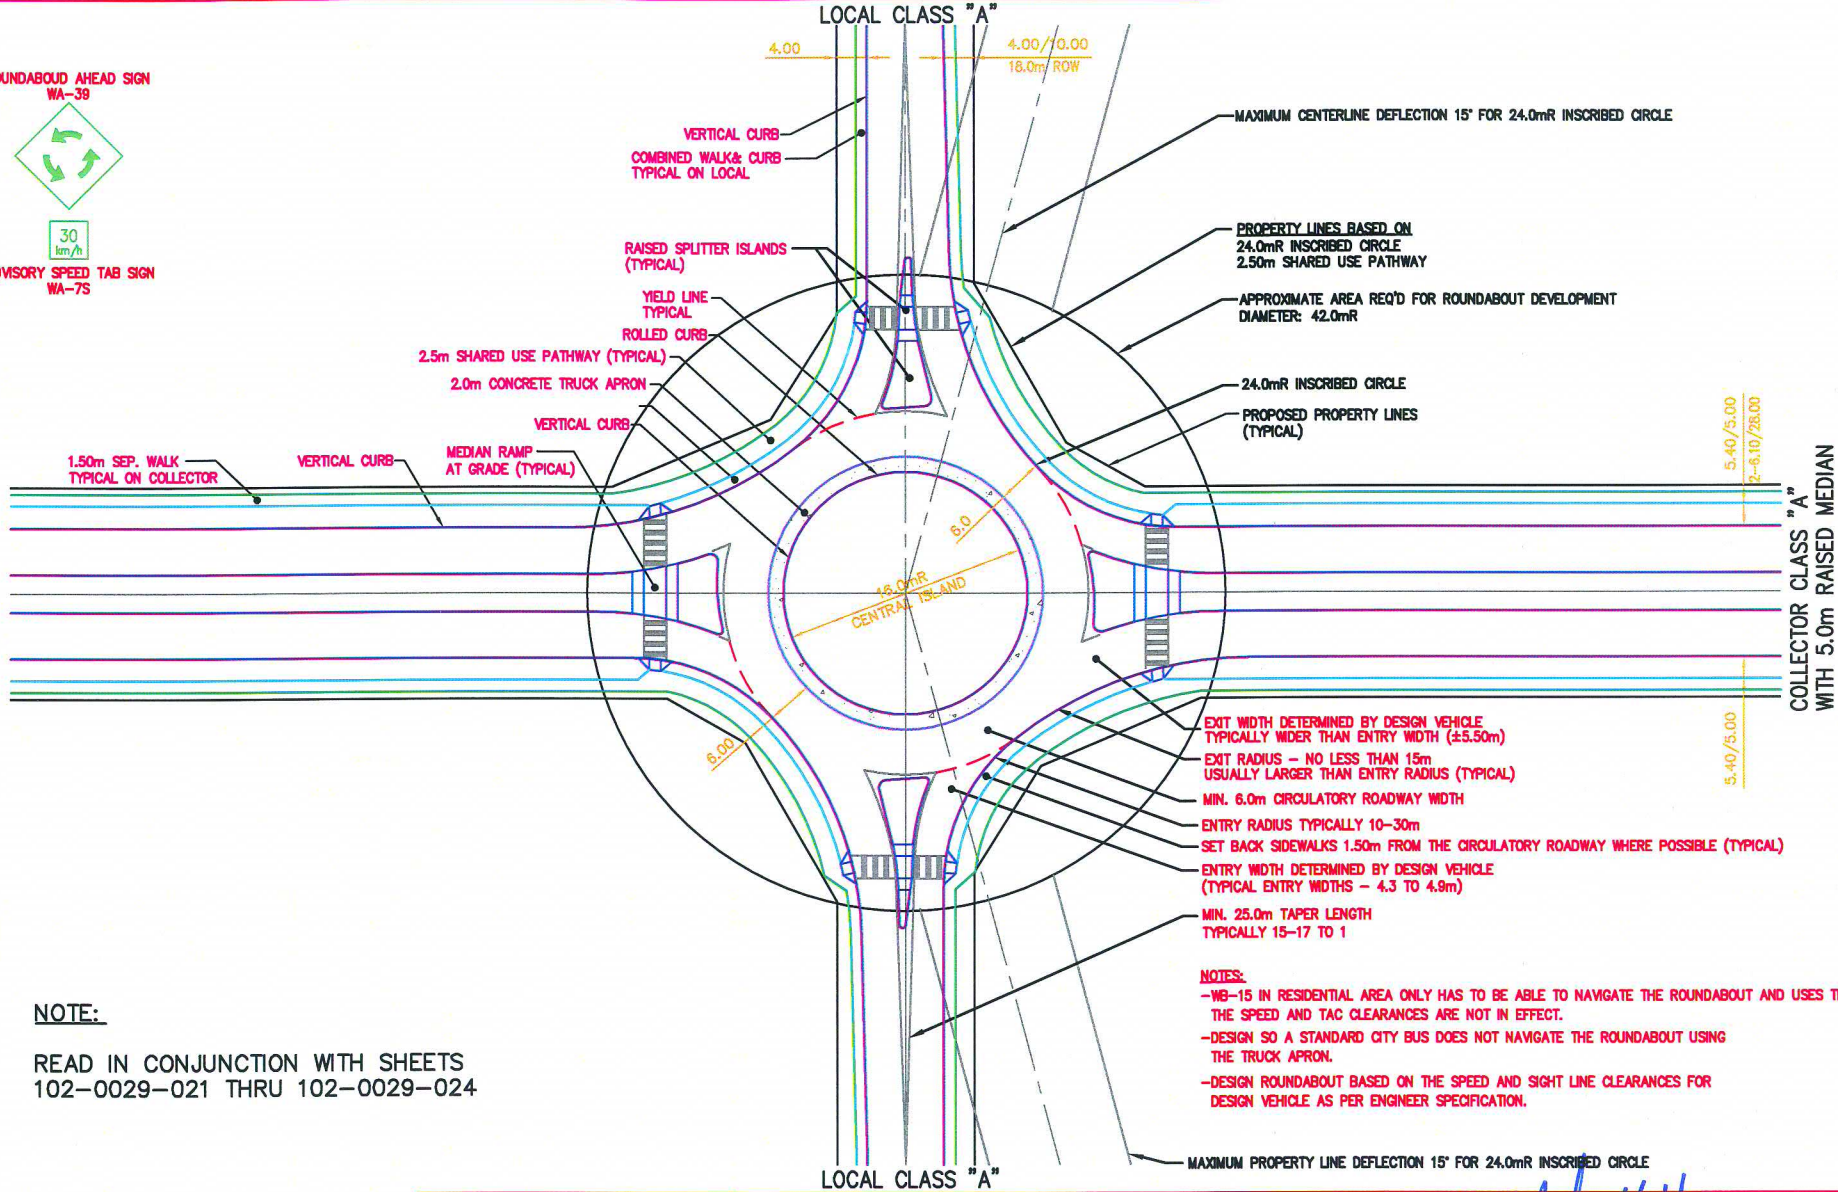 LOCAL CLASS "A"
4.00
4.00/10.00
18.0m ROW
OUNDABOUD AHEAD SIGN
WA-39
30
km/h
VISORY SPEED TAB SIGN
WA-7S
VERTICAL CURB
COMBINED WALK& CURB
TYPICAL ON LOCAL
RAISED SPLITTER ISLANDS
(TYPICAL)
YIELD LINE
TYPICAL
ROLLED CURB
2.5m SHARED USE PATHWAY (TYPICAL)
2.0m CONCRETE TRUCK APRON
VERTICAL CURB
MEDIAN RAMP
AT GRADE (TYPICAL)
VERTICAL CURB
1.50m SEP. WALK
TYPICAL ON COLLECTOR
MAXIMUM CENTERLINE DEFLECTION 15° FOR 24.0mR INSCRIBED CIRCLE
PROPERTY LINES BASED ON
24.0mR INSCRIBED CIRCLE
2.50m SHARED USE PATHWAY
APPROXIMATE AREA REQ'D FOR ROUNDABOUT DEVELOPMENT
DIAMETER: 42.0mR
24.0mR INSCRIBED CIRCLE
PROPOSED PROPERTY LINES
(TYPICAL)
5.40/5.00
2-6.10/28.00
COLLECTOR CLASS "A"
WITH 5.0m RAISED MEDIAN
5.40/5.00
6.0
16.0mR
CENTRAL ISLAND
6.00
EXIT WIDTH DETERMINED BY DESIGN VEHICLE
TYPICALLY WIDER THAN ENTRY WIDTH (±5.50m)
EXIT RADIUS - NO LESS THAN 15m
USUALLY LARGER THAN ENTRY RADIUS (TYPICAL)
MIN. 6.0m CIRCULATORY ROADWAY WIDTH
ENTRY RADIUS TYPICALLY 10-30m
SET BACK SIDEWALKS 1.50m FROM THE CIRCULATORY ROADWAY WHERE POSSIBLE (TYPICAL)
ENTRY WIDTH DETERMINED BY DESIGN VEHICLE
(TYPICAL ENTRY WIDTHS - 4.3 TO 4.9m)
MIN. 25.0m TAPER LENGTH
TYPICALLY 15-17 TO 1
NOTES:
-WB-15 IN RESIDENTIAL AREA ONLY HAS TO BE ABLE TO NAVIGATE THE ROUNDABOUT AND USES
THE SPEED AND TAC CLEARANCES ARE NOT IN EFFECT.
-DESIGN SO A STANDARD CITY BUS DOES NOT NAVIGATE THE ROUNDABOUT USING
THE TRUCK APRON.
-DESIGN ROUNDABOUT BASED ON THE SPEED AND SIGHT LINE CLEARANCES FOR
DESIGN VEHICLE AS PER ENGINEER SPECIFICATION.
MAXIMUM PROPERTY LINE DEFLECTION 15° FOR 24.0mR INSCRIBED CIRCLE
NOTE:
READ IN CONJUNCTION WITH SHEETS
102-0029-021 THRU 102-0029-024
LOCAL CLASS "A"